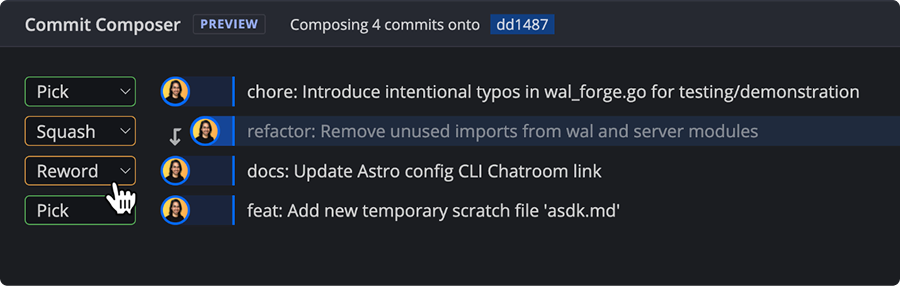 Commit Composer PREVIEW Composing 4 commits onto dd1487
Pick chore: Introduce intentional typos in wal_forge.go for testing/demonstration
Squash refactor: Remove unused imports from wal and server modules
Reword docs: Update Astro config CLI Chatroom link
Pick feat: Add new temporary scratch file 'asdk.md'